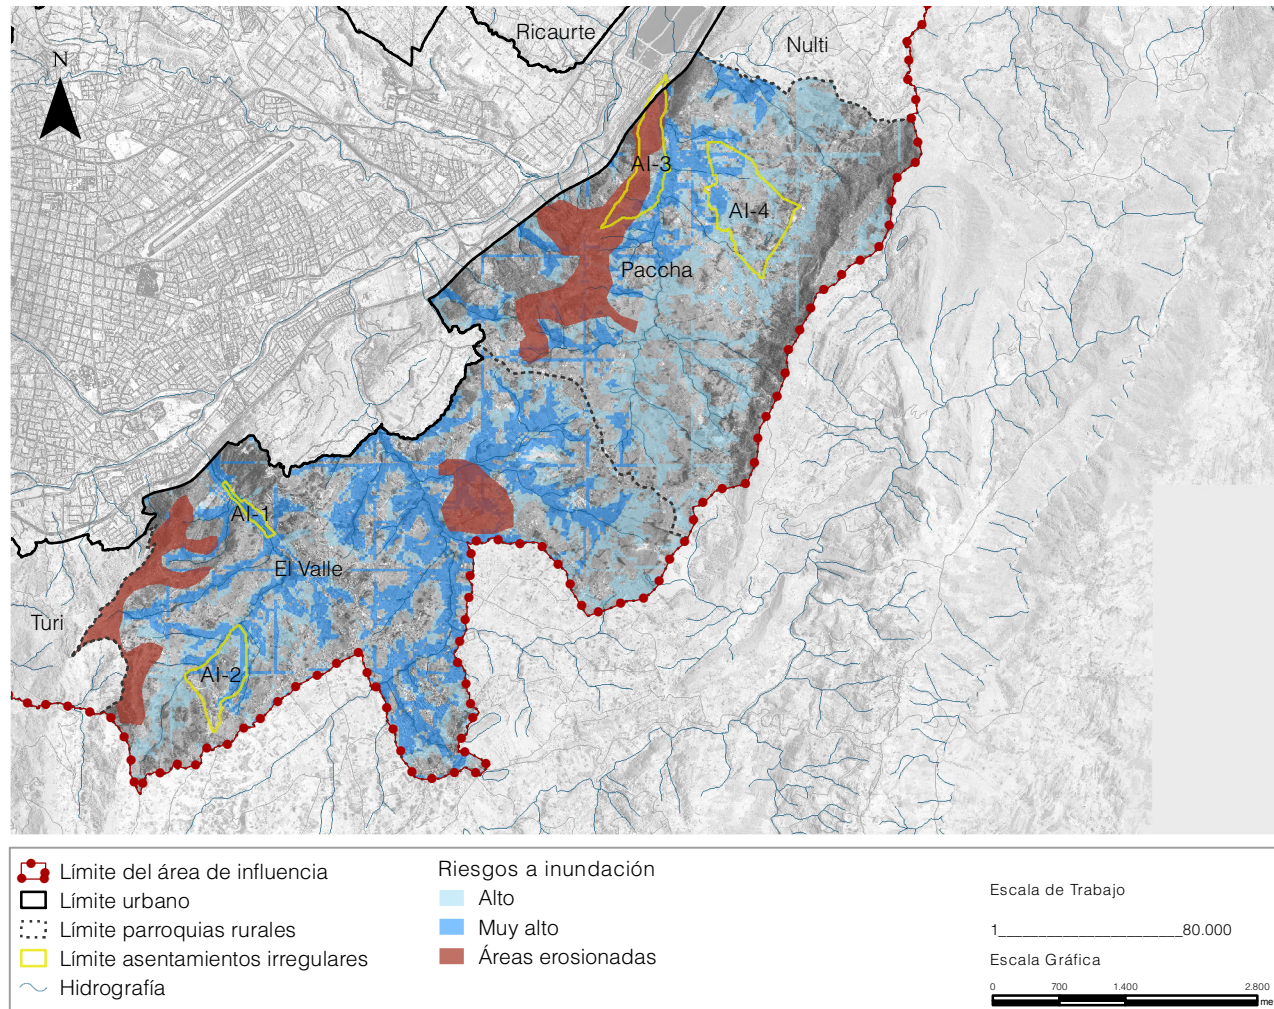 Ricaurte
Nulti
N
AI-3
AI-4
Paccha
AI-1
El Valle
Turi
AI-2
Límite del área de influencia
Límite urbano
Límite parroquias rurales
Límite asentamientos irregulares
Hidrografía
Riesgos a inundación
Alto
Muy alto
Áreas erosionadas
Escala de Trabajo
1_______________________80.000
Escala Gráfica
0 700 1.400 2.800
me